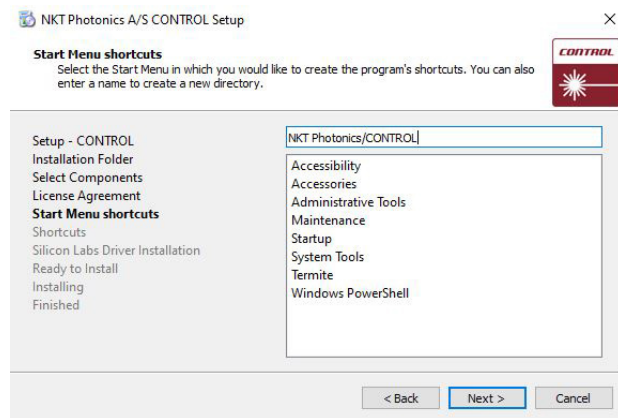 NKT Photonics A/S CONTROL Setup
Start Menu shortcuts
Select the Start Menu in which you would like to create the program's shortcuts. You can also
enter a name to create a new directory.
CONTROL
Setup - CONTROL
Installation Folder
Select Components
License Agreement
Start Menu shortcuts
Shortcuts
Silicon Labs Driver Installation
Ready to Install
Installing
Finished
NKT Photonics/CONTROL
Accessibility
Accessories
Administrative Tools
Maintenance
Startup
System Tools
Termite
Windows PowerShell
< Back
Next >
Cancel